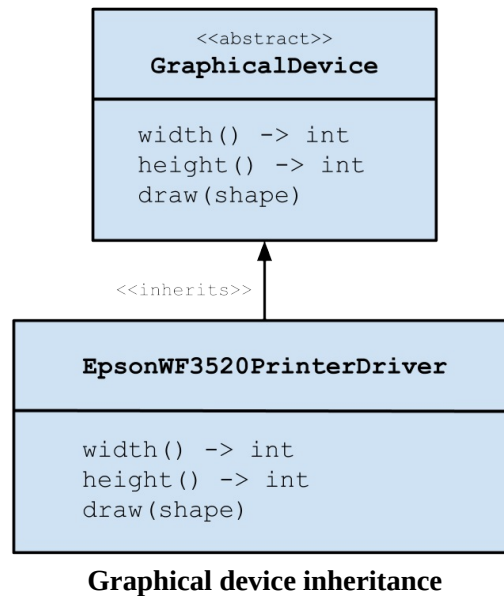 <<abstract>>
GraphicalDevice
width() -> int
height() -> int
draw(shape)
<<inherits>>
EpsonWF3520PrinterDriver
width() -> int
height() -> int
draw(shape)
Graphical device inheritance